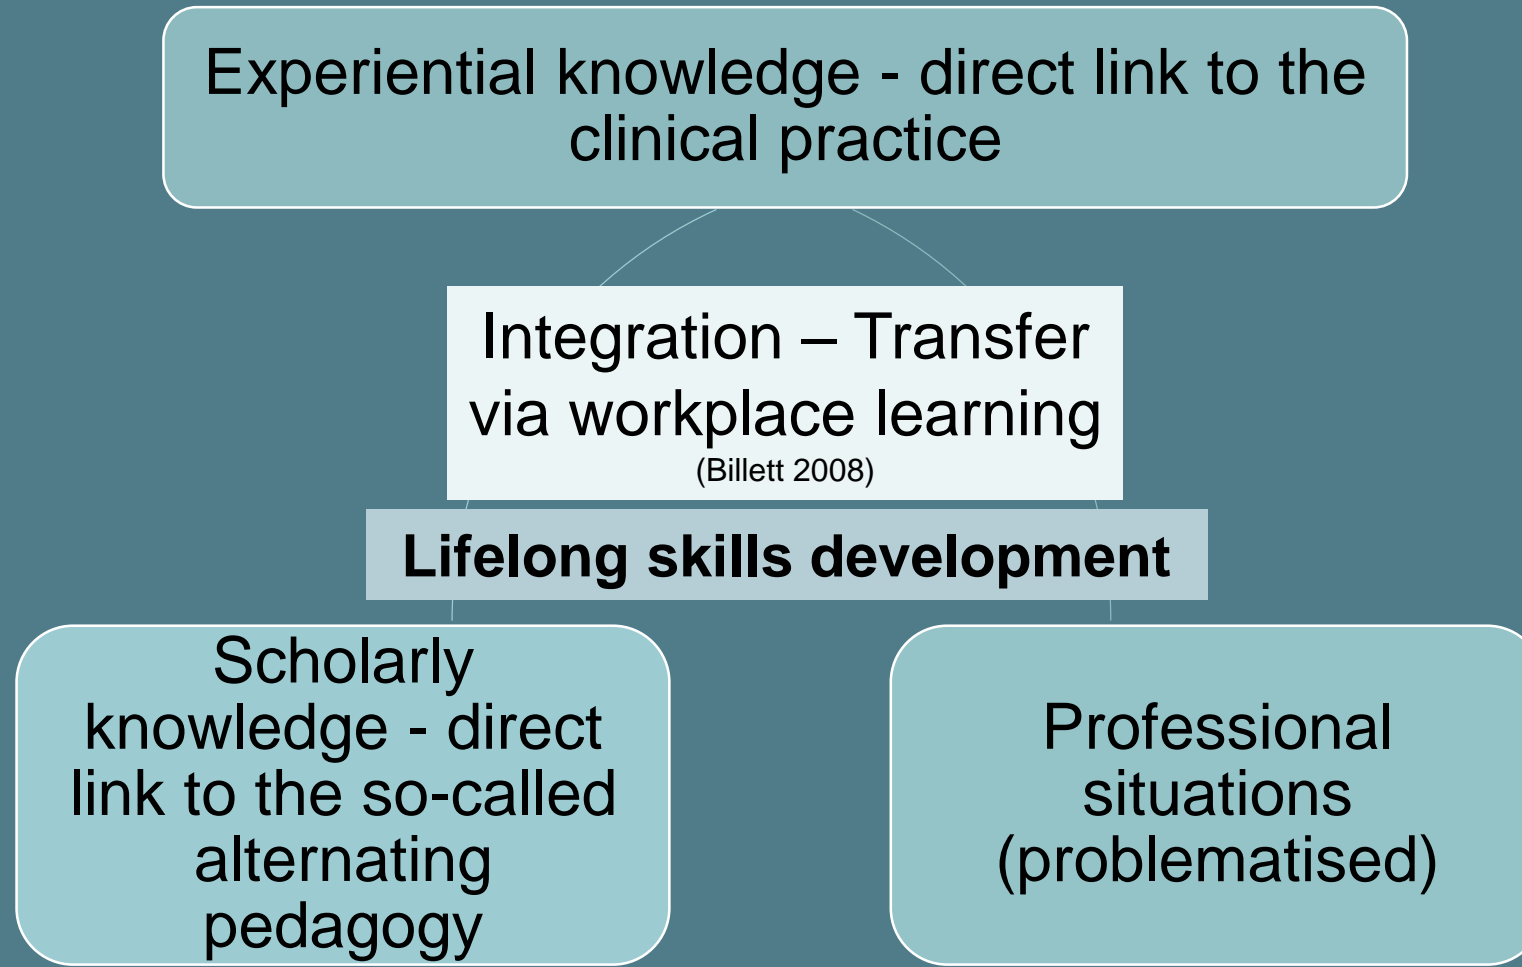 Experiential knowledge - direct link to the
clinical practice
Integration – Transfer
via workplace learning
(Billett 2008)
Lifelong skills development
Scholarly
knowledge - direct
link to the so-called
alternating
pedagogy
Professional
situations
(problematised)